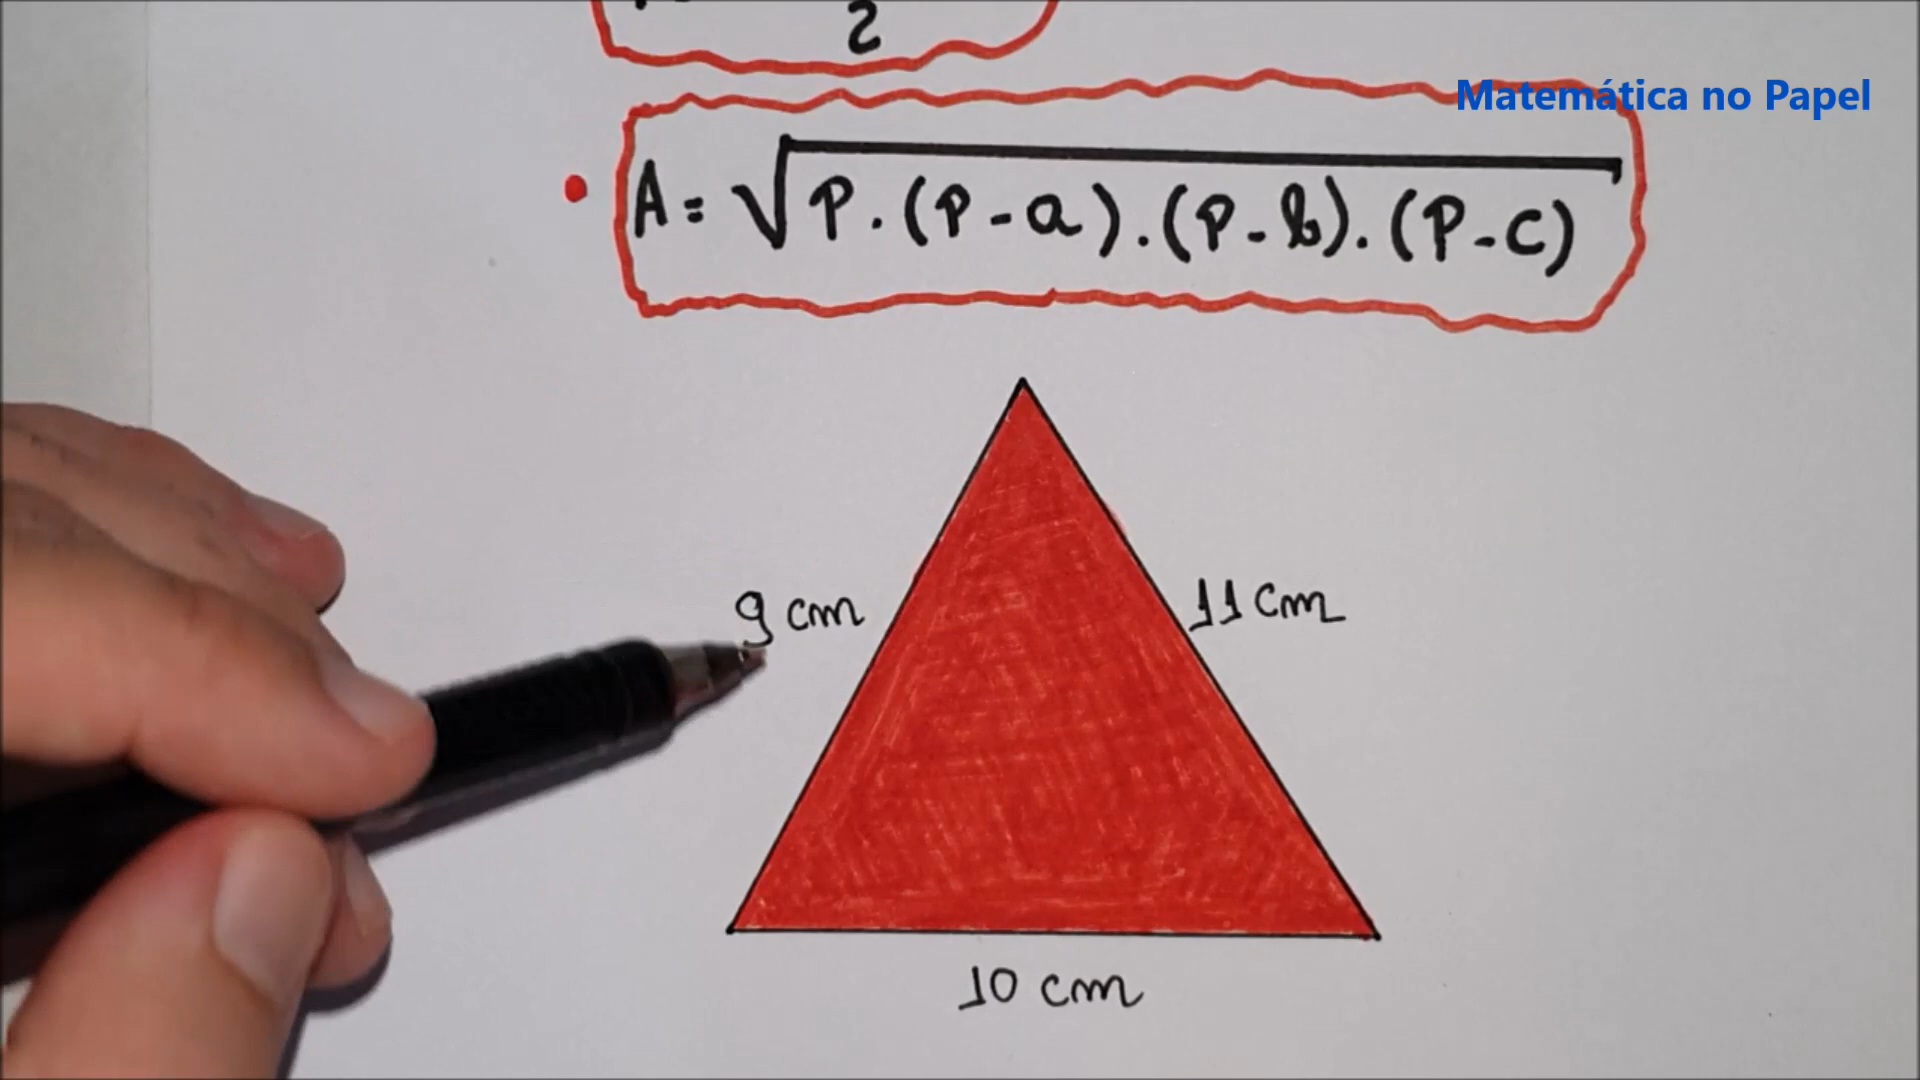 2
Matemática no Papel
A = √P . (P - a) . (P - b) . (P - c)
9 cm
11 cm
10 cm